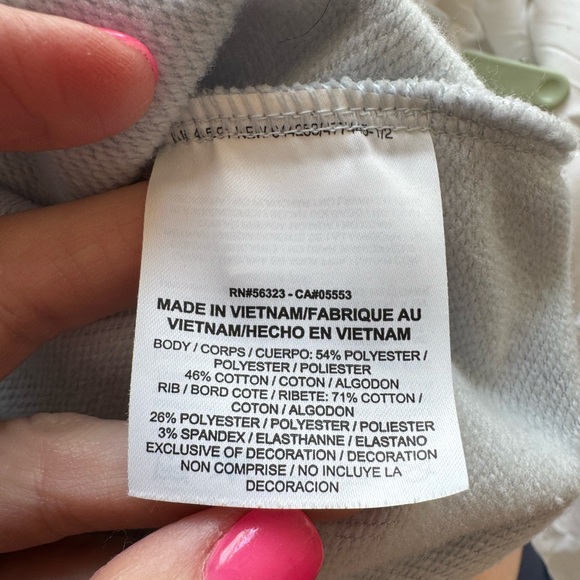 RN#56323 - CA#05553
MADE IN VIETNAM/FABRIQUE AU
VIETNAM/HECHO EN VIETNAM
BODY / CORPS / CUERPO: 54% POLYESTER /
POLYESTER / POLIESTER
46% COTTON / COTON / ALGODON
RIB / BORD COTE / RIBETE: 71% COTTON /
COTON / ALGODON
26% POLYESTER / POLYESTER / POLIESTER
3% SPANDEX / ELASTHANNE / ELASTANO
EXCLUSIVE OF DECORATION / DECORATION
NON COMPRISE / NO INCLUYE LA
DECORACION